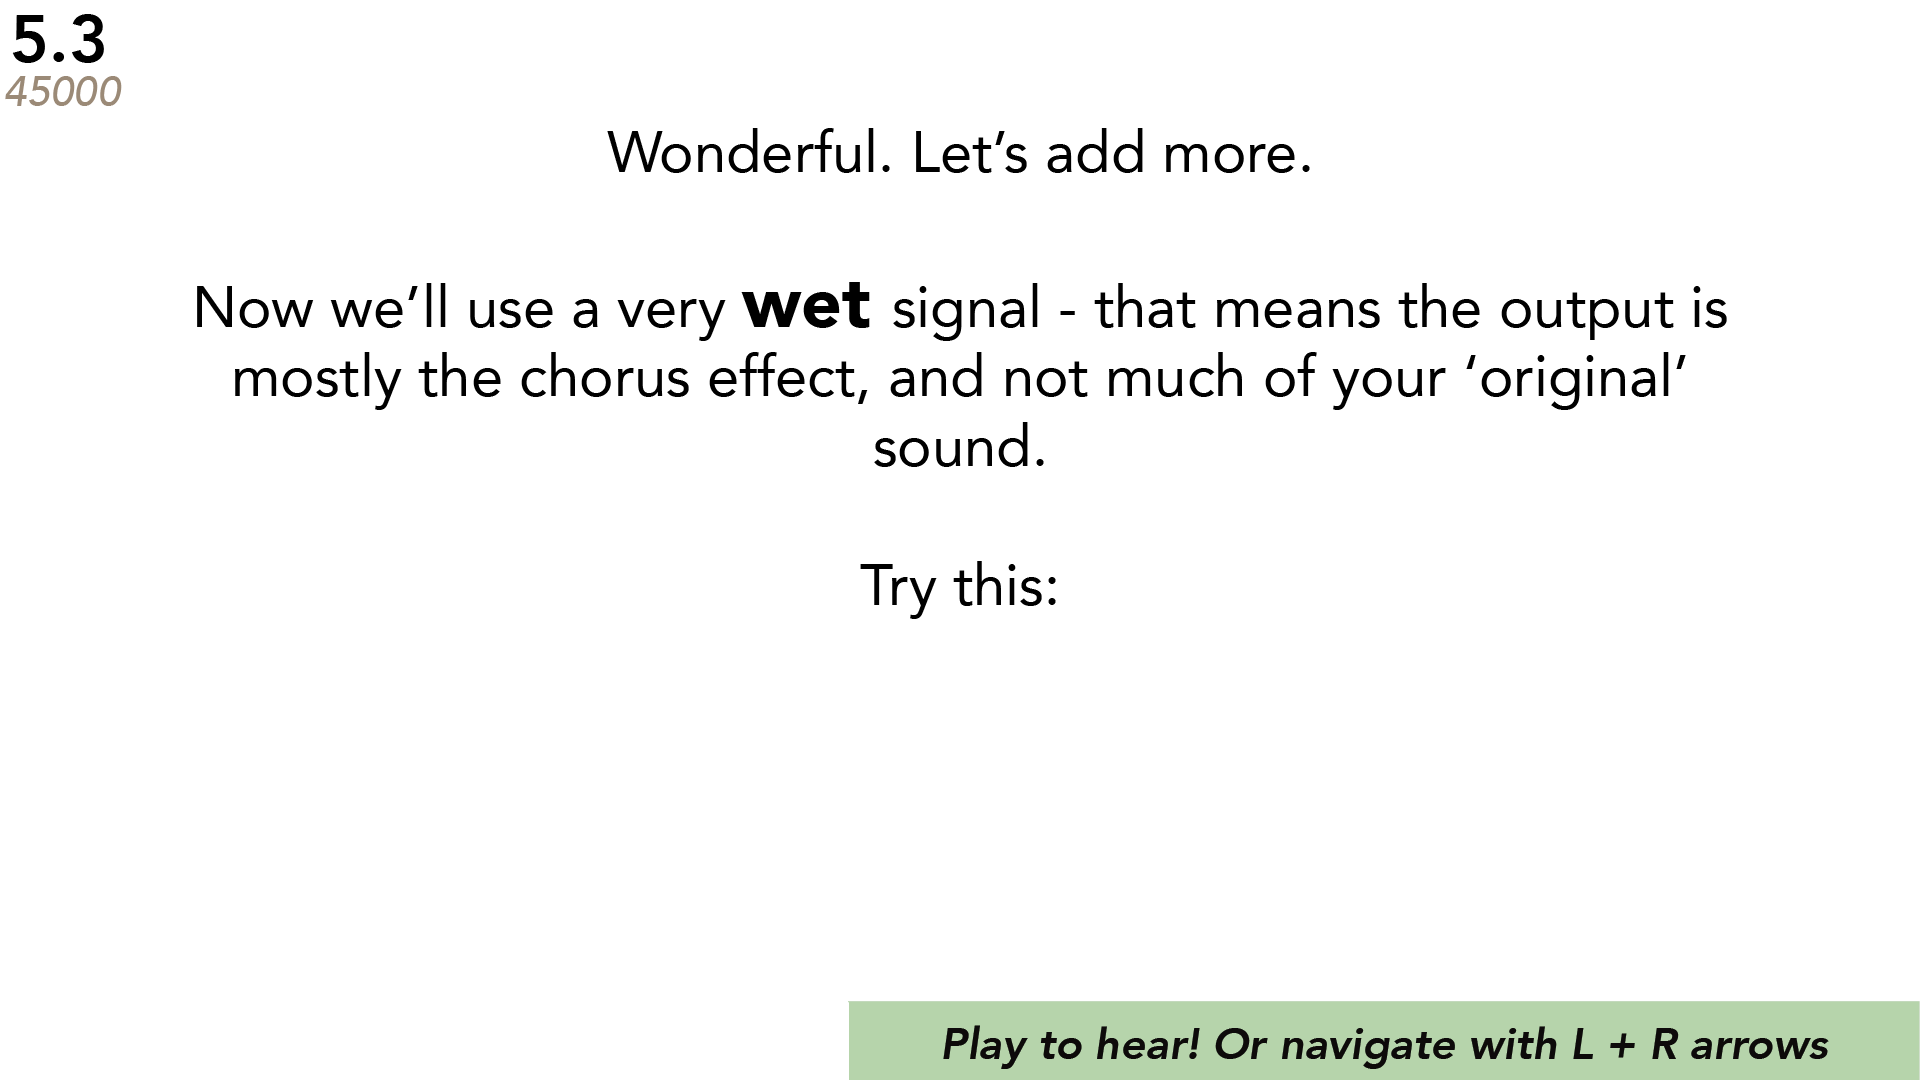 5.3
45000
Wonderful. Let’s add more.
Now we’ll use a very wet signal - that means the output is
mostly the chorus effect, and not much of your ‘original’
sound.
Try this:
Play to hear! Or navigate with L + R arrows